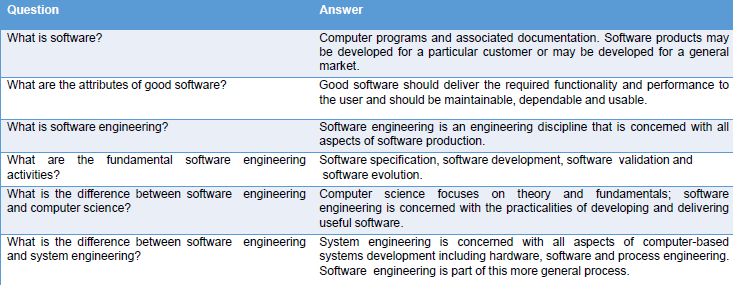 Question Answer
What is software? Computer programs and associated documentation. Software products may
be developed for a particular customer or may be developed for a general
market.
What are the attributes of good software? Good software should deliver the required functionality and performance to
the user and should be maintainable, dependable and usable.
What is software engineering? Software engineering is an engineering discipline that is concerned with all
aspects of software production.
What are the fundamental software engineering
activities?
Software specification, software development, software validation and
software evolution.
What is the difference between software engineering
and computer science?
Computer science focuses on theory and fundamentals; software
engineering is concerned with the practicalities of developing and delivering
useful software.
What is the difference between software engineering
and system engineering?
System engineering is concerned with all aspects of computer-based
systems development including hardware, software and process engineering.
Software engineering is part of this more general process.